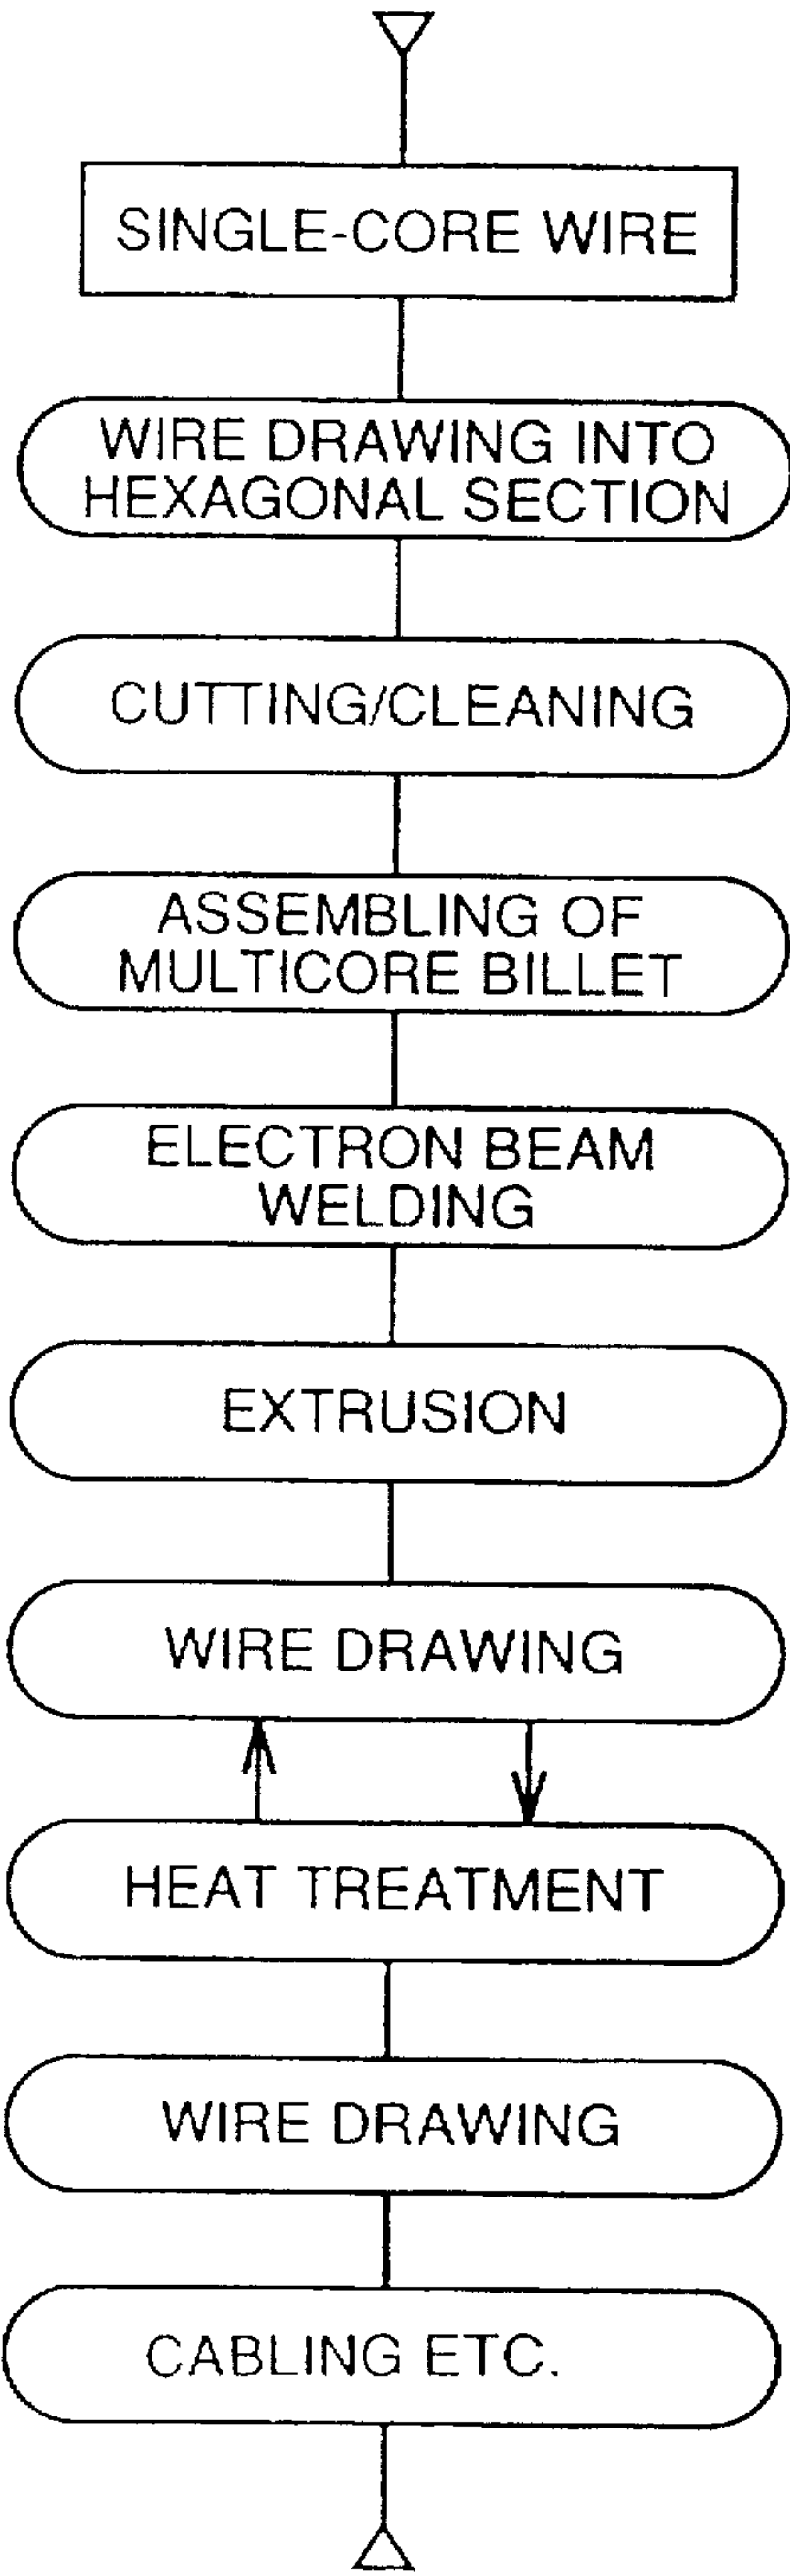 SINGLE-CORE WIRE
WIRE DRAWING INTO
HEXAGONAL SECTION
CUTTING/CLEANING
ASSEMBLING OF
MULTICORE BILLET
ELECTRON BEAM
WELDING
EXTRUSION
WIRE DRAWING
HEAT TREATMENT
WIRE DRAWING
CABLING ETC.